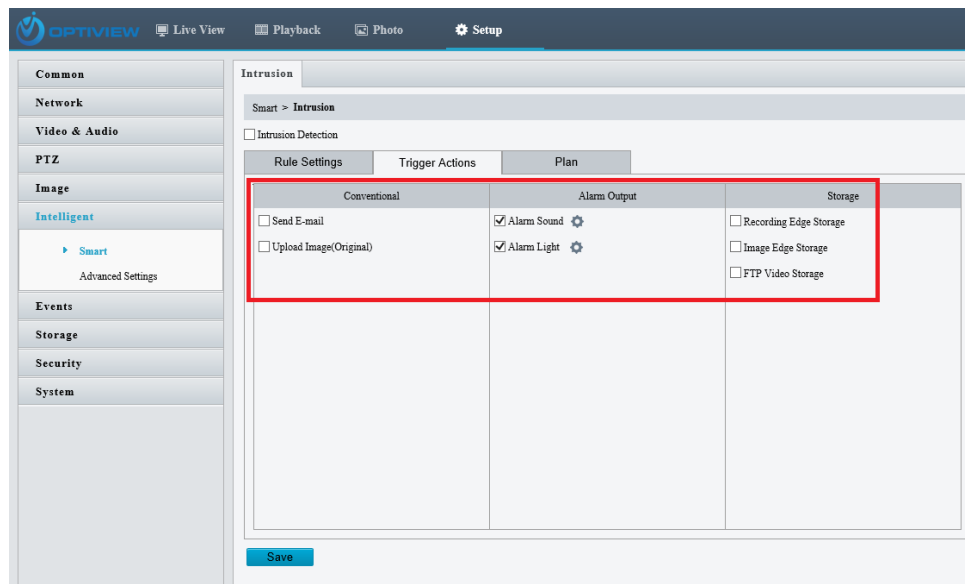 OPTIVIEW Live View Playback Photo Setup
Common
Network
Video & Audio
PTZ
Image
Intelligent
Smart
Advanced Settings
Events
Storage
Security
System
Intrusion
Smart > Intrusion
Intrusion Detection
Rule Settings Trigger Actions Plan
Conventional Alarm Output Storage
Send E-mail Alarm Sound Recording Edge Storage
Upload Image(Original) Alarm Light Image Edge Storage
FTP Video Storage
Save